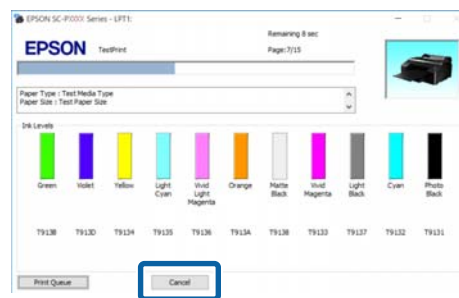 EPSON SC-PXXXX Series - LPT1:
EPSON
TestPrint
Remaining 8 sec
Page:7/15
Paper Type : Test Media Type
Paper Size : Test Paper Size
Ink Levels
Green Violet Yellow Light Cyan Vivid Light Magenta Orange Matte Black Vivid Magenta Light Black Cyan Photo Black
T913B T913D T9134 T9135 T9136 T913A T9138 T9133 T9137 T9132 T9131
Print Queue Cancel